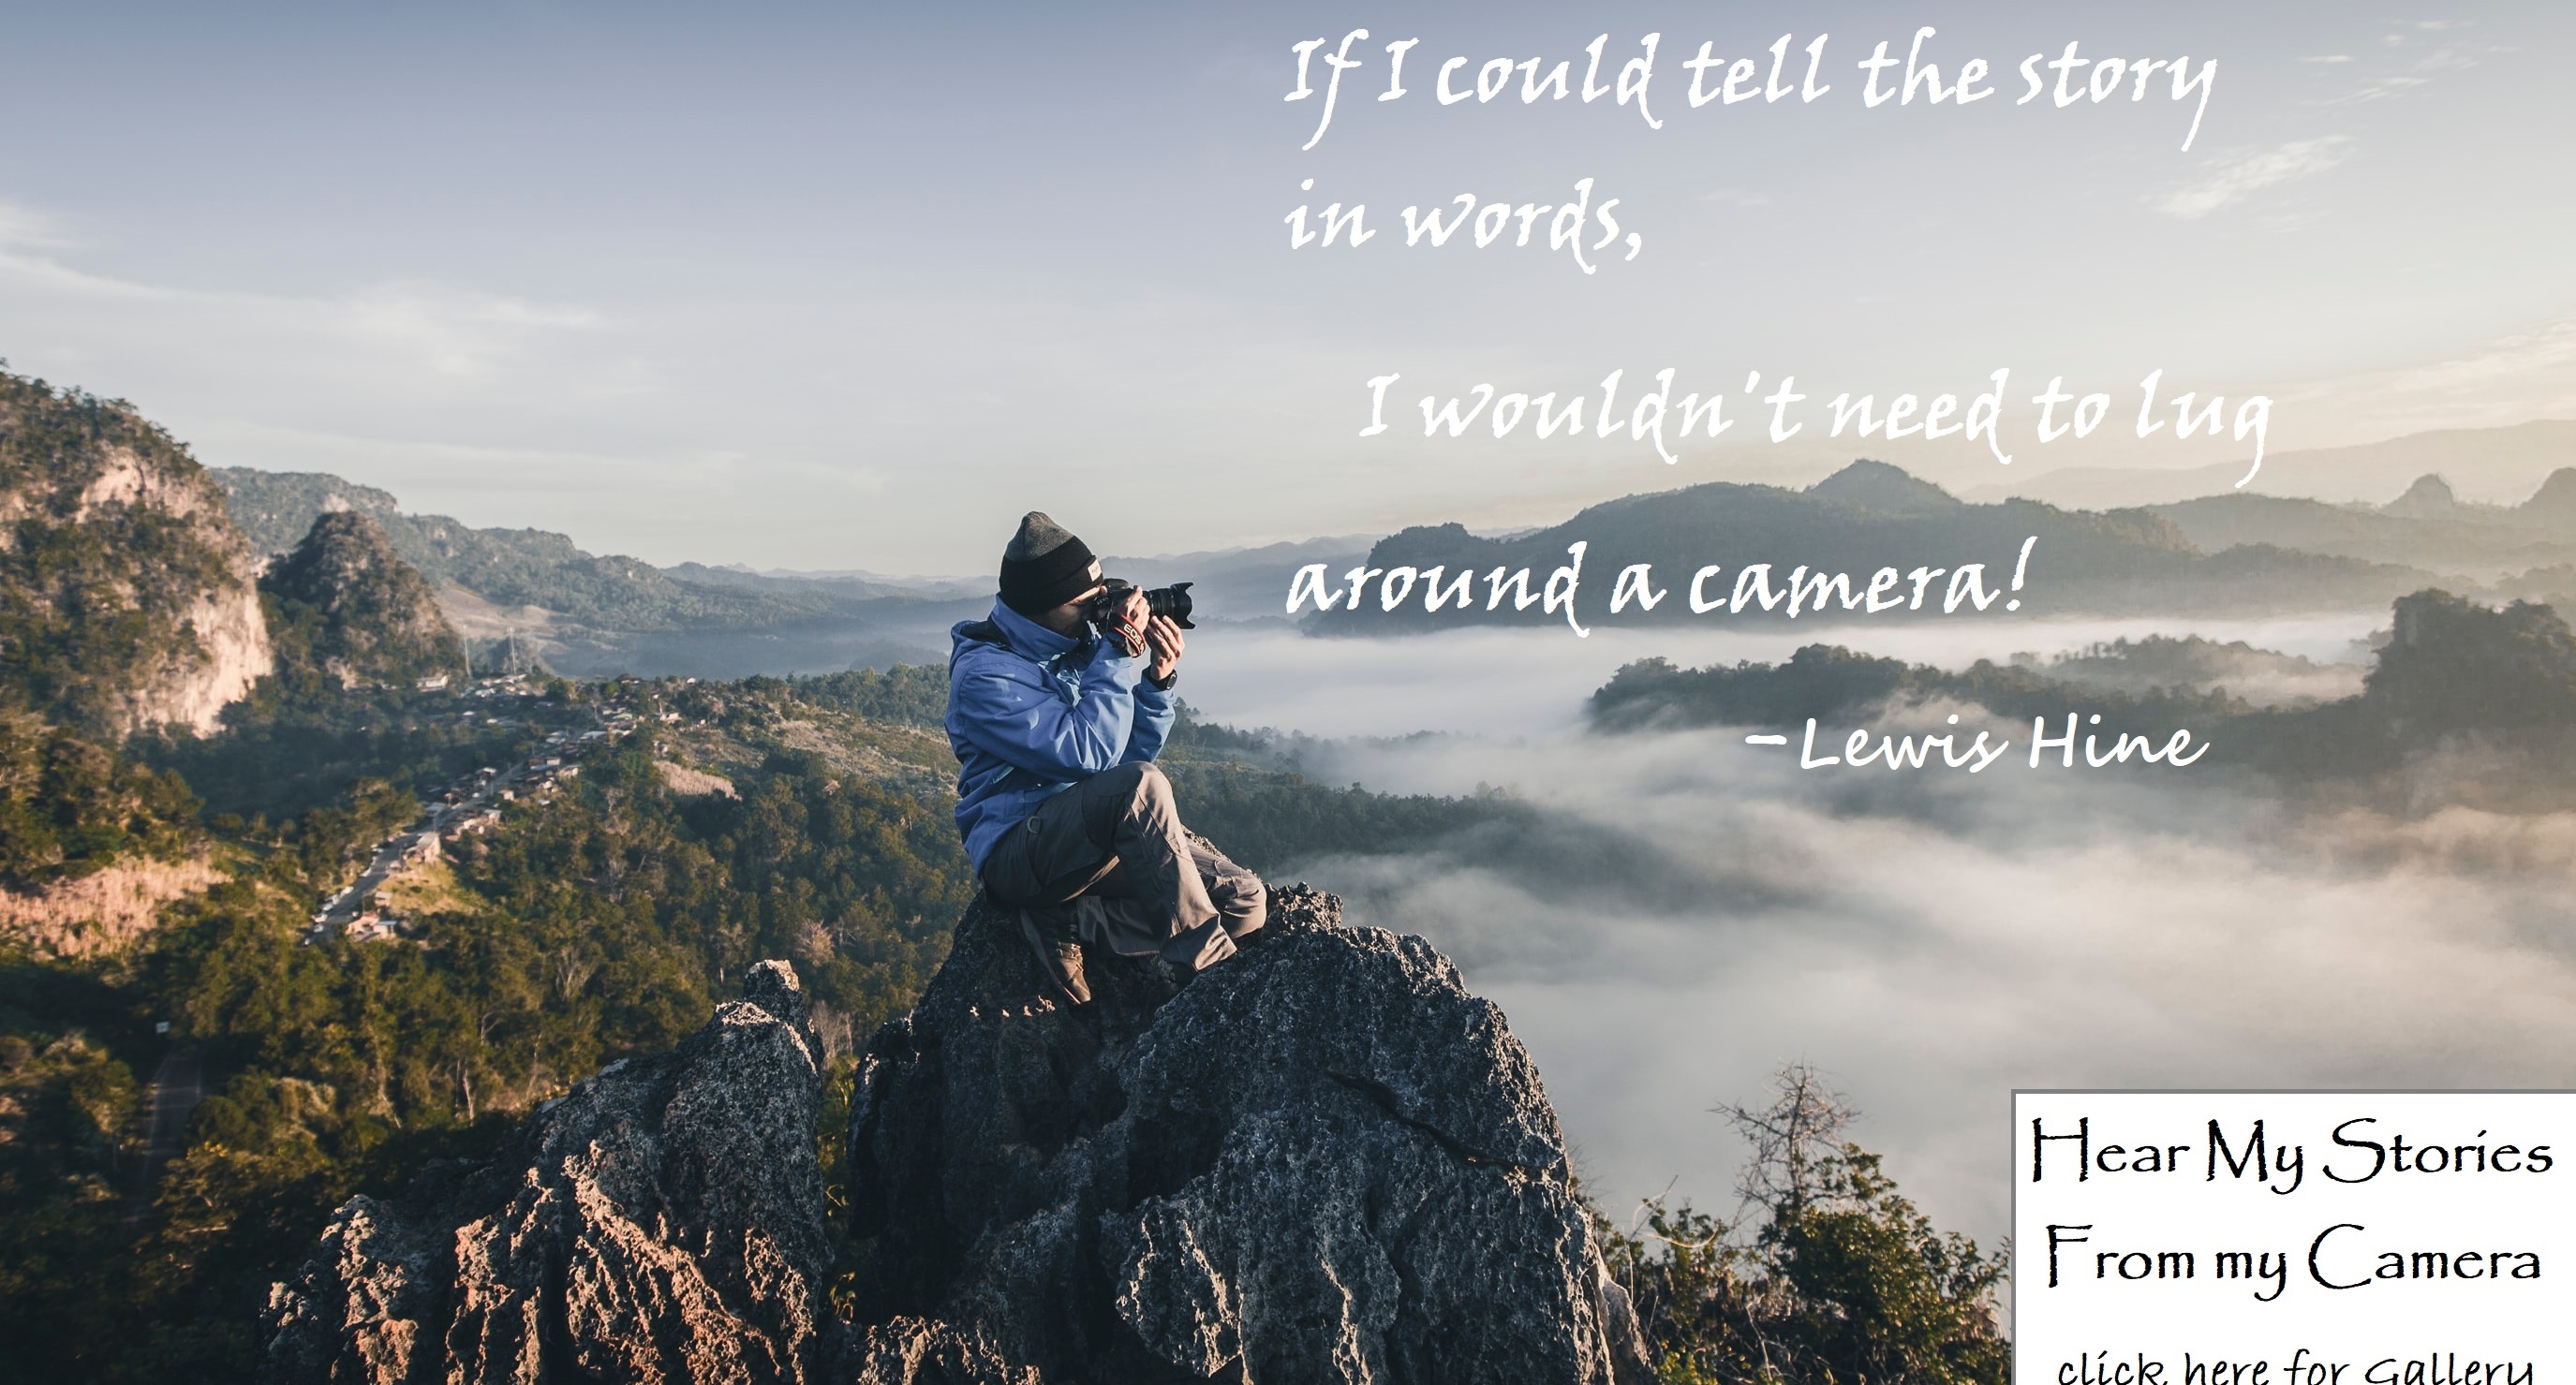 If I could tell the story
in words,
I wouldn't need to lug
around a camera!
-Lewis Hine
EOS
Hear My Stories
From my Camera
click here for Gallery